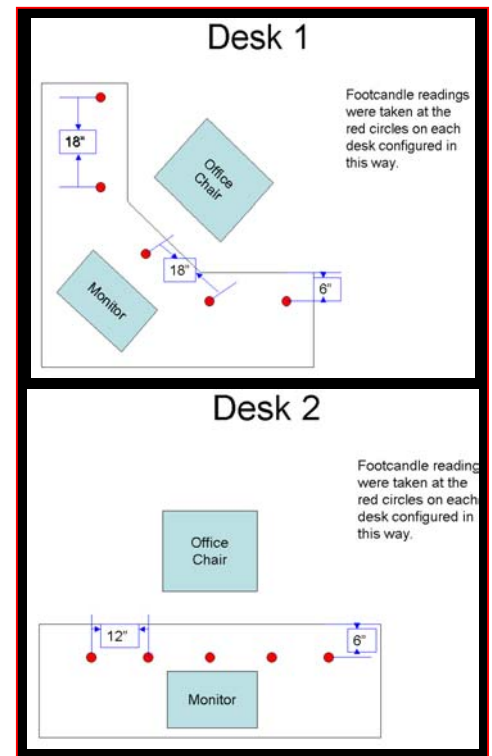 Desk 1
Footcandle readings
were taken at the
red circles on each
desk configured in
this way.
18"
Office
Chair
18"
6"
Monitor
Desk 2
Footcandle reading
were taken at the
red circles on each
desk configured in
this way.
Office
Chair
12"
6"
Monitor